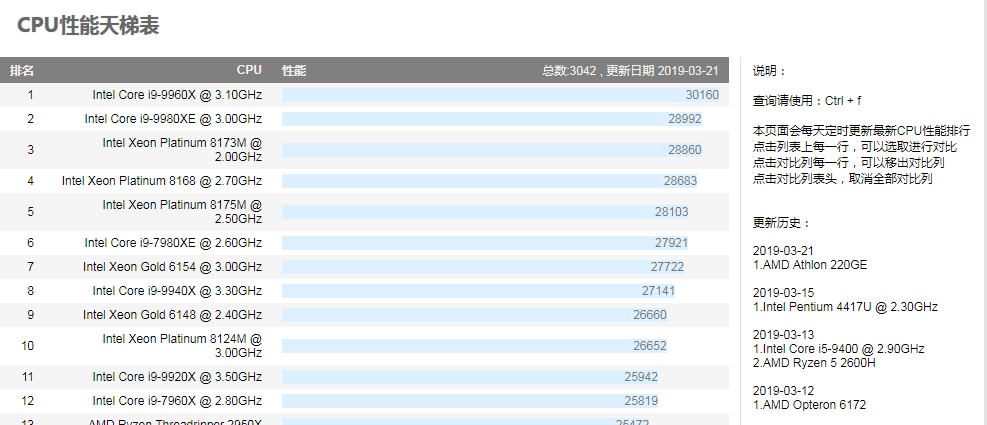 CPU性能天梯表
排名 CPU 性能 总数:3042 , 更新日期 2019-03-21
1 Intel Core i9-9960X @ 3.10GHz 30160
2 Intel Core i9-9980XE @ 3.00GHz 28992
3 Intel Xeon Platinum 8173M @ 2.00GHz 28860
4 Intel Xeon Platinum 8168 @ 2.70GHz 28683
5 Intel Xeon Platinum 8175M @ 2.50GHz 28103
6 Intel Core i9-7980XE @ 2.60GHz 27921
7 Intel Xeon Gold 6154 @ 3.00GHz 27722
8 Intel Core i9-9940X @ 3.30GHz 27141
9 Intel Xeon Gold 6148 @ 2.40GHz 26660
10 Intel Xeon Platinum 8124M @ 3.00GHz 26652
11 Intel Core i9-9920X @ 3.50GHz 25942
12 Intel Core i9-7960X @ 2.80GHz 25819
13 AMD Ryzen Threadripper 2950X 25472
说明：
查询请使用：Ctrl + f
本页面会每天定时更新最新CPU性能排行
点击列表上每一行，可以选取进行对比
点击对比列每一行，可以移出对比列
点击对比列表头，取消全部对比列
更新历史：
2019-03-21
1.AMD Athlon 220GE
2019-03-15
1.Intel Pentium 4417U @ 2.30GHz
2019-03-13
1.Intel Core i5-9400 @ 2.90GHz
2.AMD Ryzen 5 2600H
2019-03-12
1.AMD Opteron 6172